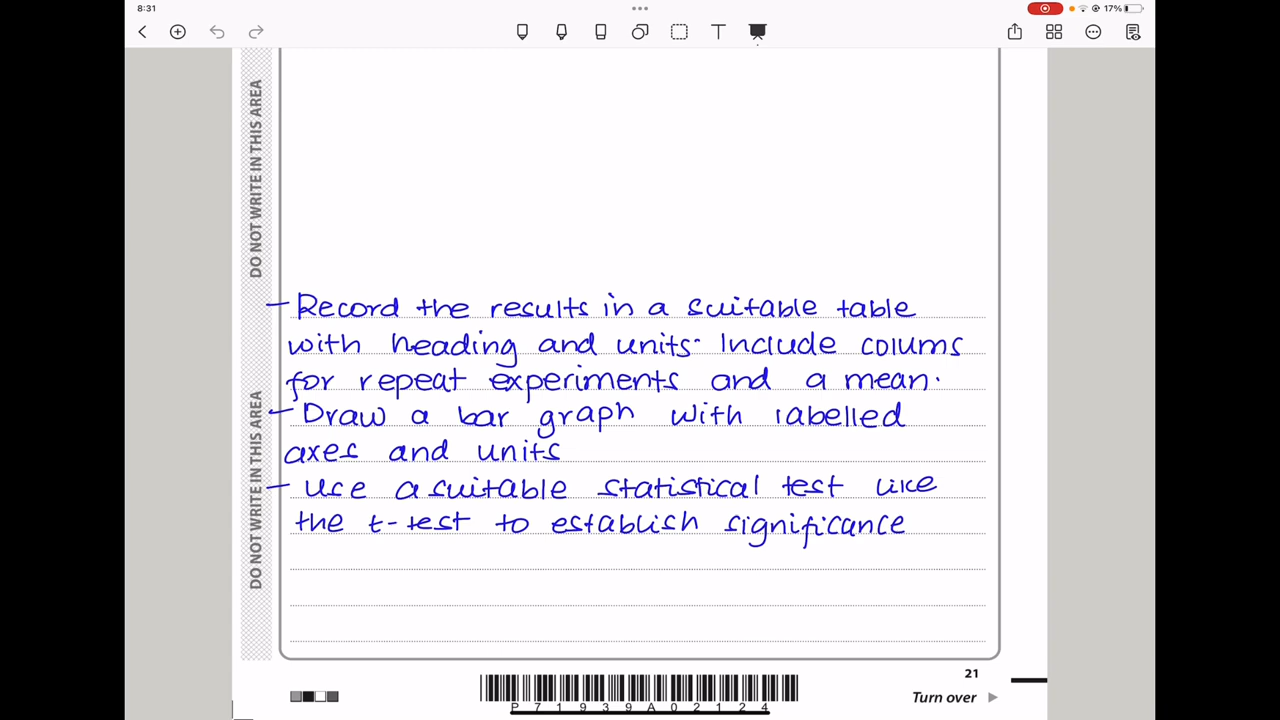 8:31
17%
DO NOT WRITE IN THIS AREA
DO NOT WRITE IN THIS AREA
- Record the results in a suitable table
with heading and units. Include colums
for repeat experiments and a mean.
- Draw a bar graph with labelled
axes and units
- Use a suitable statistical test like
the t-test to establish significance
21
P 7 1 9 3 9 A 0 2 1 2 4
Turn over